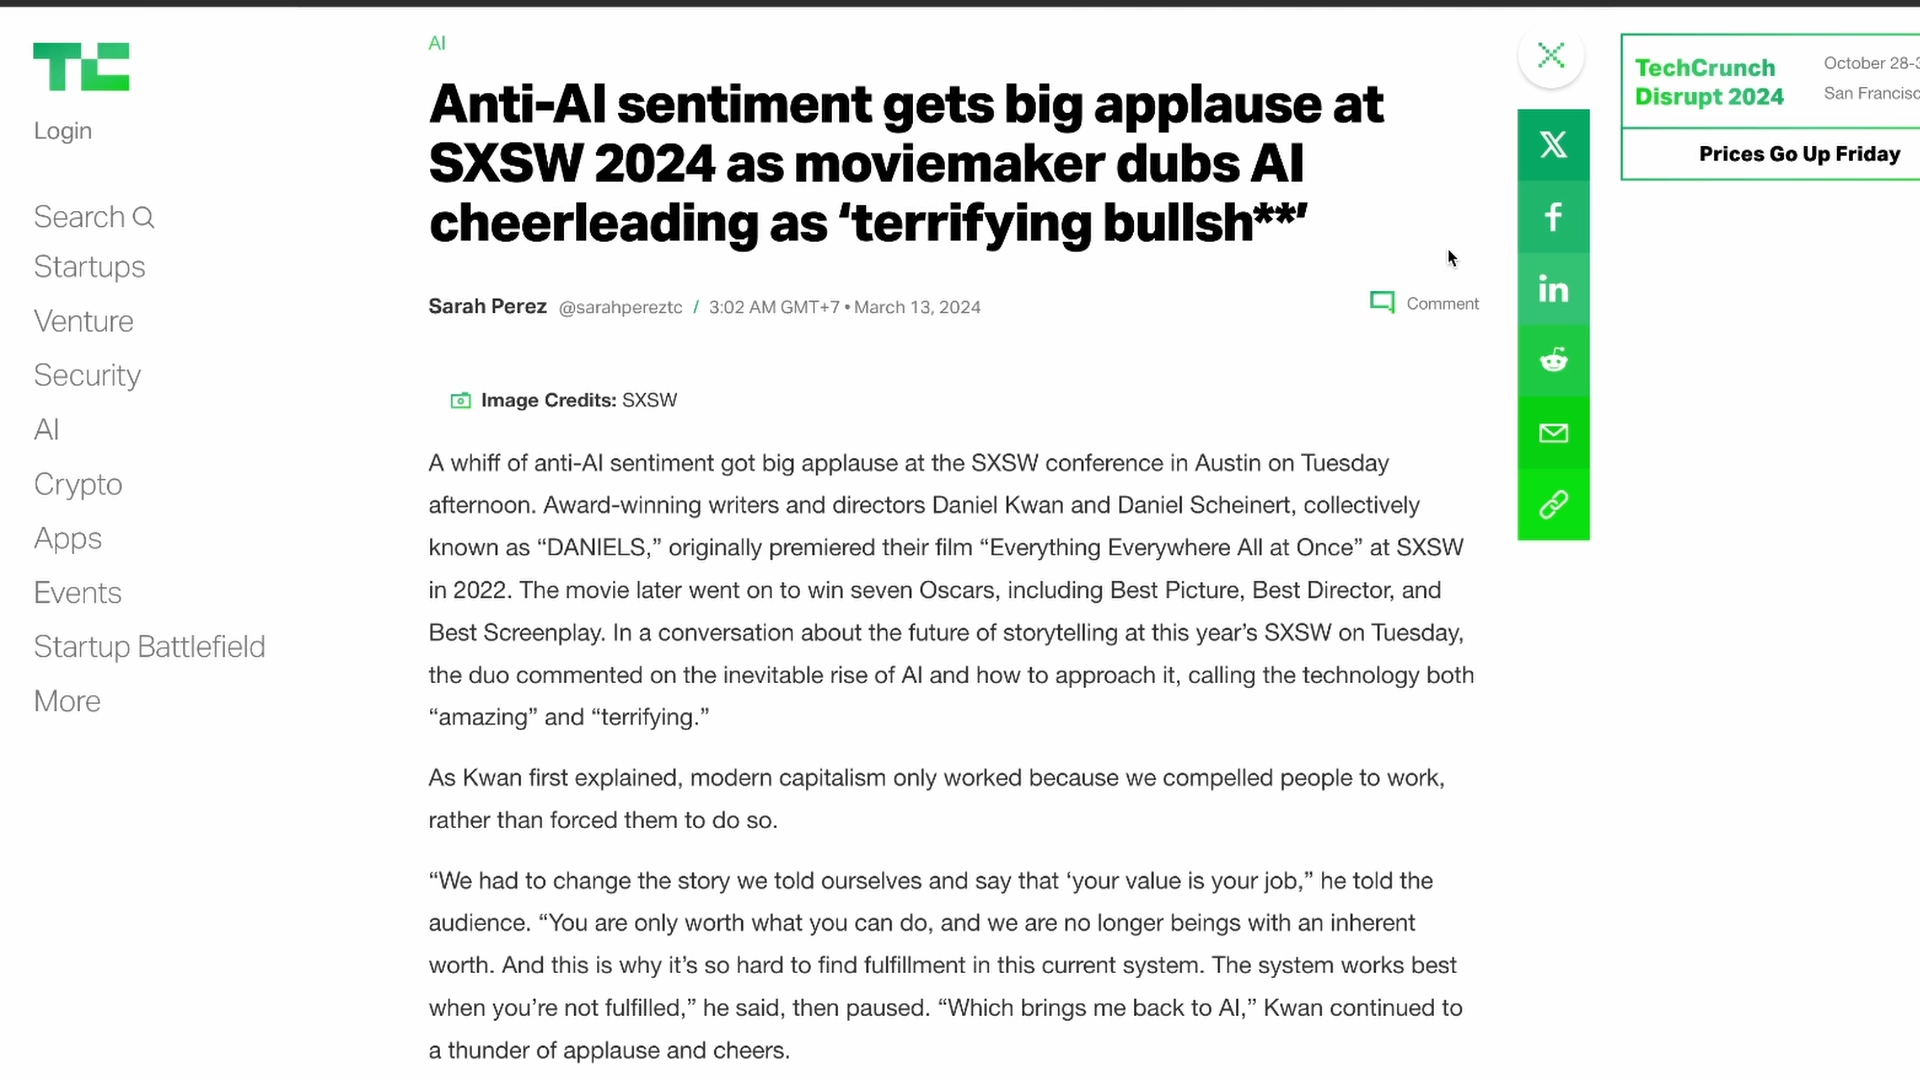 TC
Login
Search
Startups
Venture
Security
AI
Crypto
Apps
Events
Startup Battlefield
More
AI
Anti-AI sentiment gets big applause at
SXSW 2024 as moviemaker dubs AI
cheerleading as ‘terrifying bullsh**’
Sarah Perez @sarahpereztc / 3:02 AM GMT+7 • March 13, 2024
Comment
Image Credits: SXSW
A whiff of anti-AI sentiment got big applause at the SXSW conference in Austin on Tuesday
afternoon. Award-winning writers and directors Daniel Kwan and Daniel Scheinert, collectively
known as “DANIELS,” originally premiered their film “Everything Everywhere All at Once” at SXSW
in 2022. The movie later went on to win seven Oscars, including Best Picture, Best Director, and
Best Screenplay. In a conversation about the future of storytelling at this year’s SXSW on Tuesday,
the duo commented on the inevitable rise of AI and how to approach it, calling the technology both
“amazing” and “terrifying.”
As Kwan first explained, modern capitalism only worked because we compelled people to work,
rather than forced them to do so.
“We had to change the story we told ourselves and say that ‘your value is your job,” he told the
audience. “You are only worth what you can do, and we are no longer beings with an inherent
worth. And this is why it’s so hard to find fulfillment in this current system. The system works best
when you’re not fulfilled,” he said, then paused. “Which brings me back to AI,” Kwan continued to
a thunder of applause and cheers.
X
f
in
TechCrunch
Disrupt 2024
October 28-
San Francisc
Prices Go Up Friday